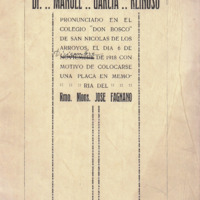 Dr. .. MANUEL .. GARCIA .. REINOSO
PRONUNCIADO EN EL
COLEGIO "DON BOSCO"
DE SAN NICOLAS DE LOS
ARROYOS, EL DIA 6 DE
DE 1915 CON
MOTIVO DE COLOCARSE
UNA PLACA EN MEMO-
RIA DEL
Rmo. Mons. JOSE FAGNANO